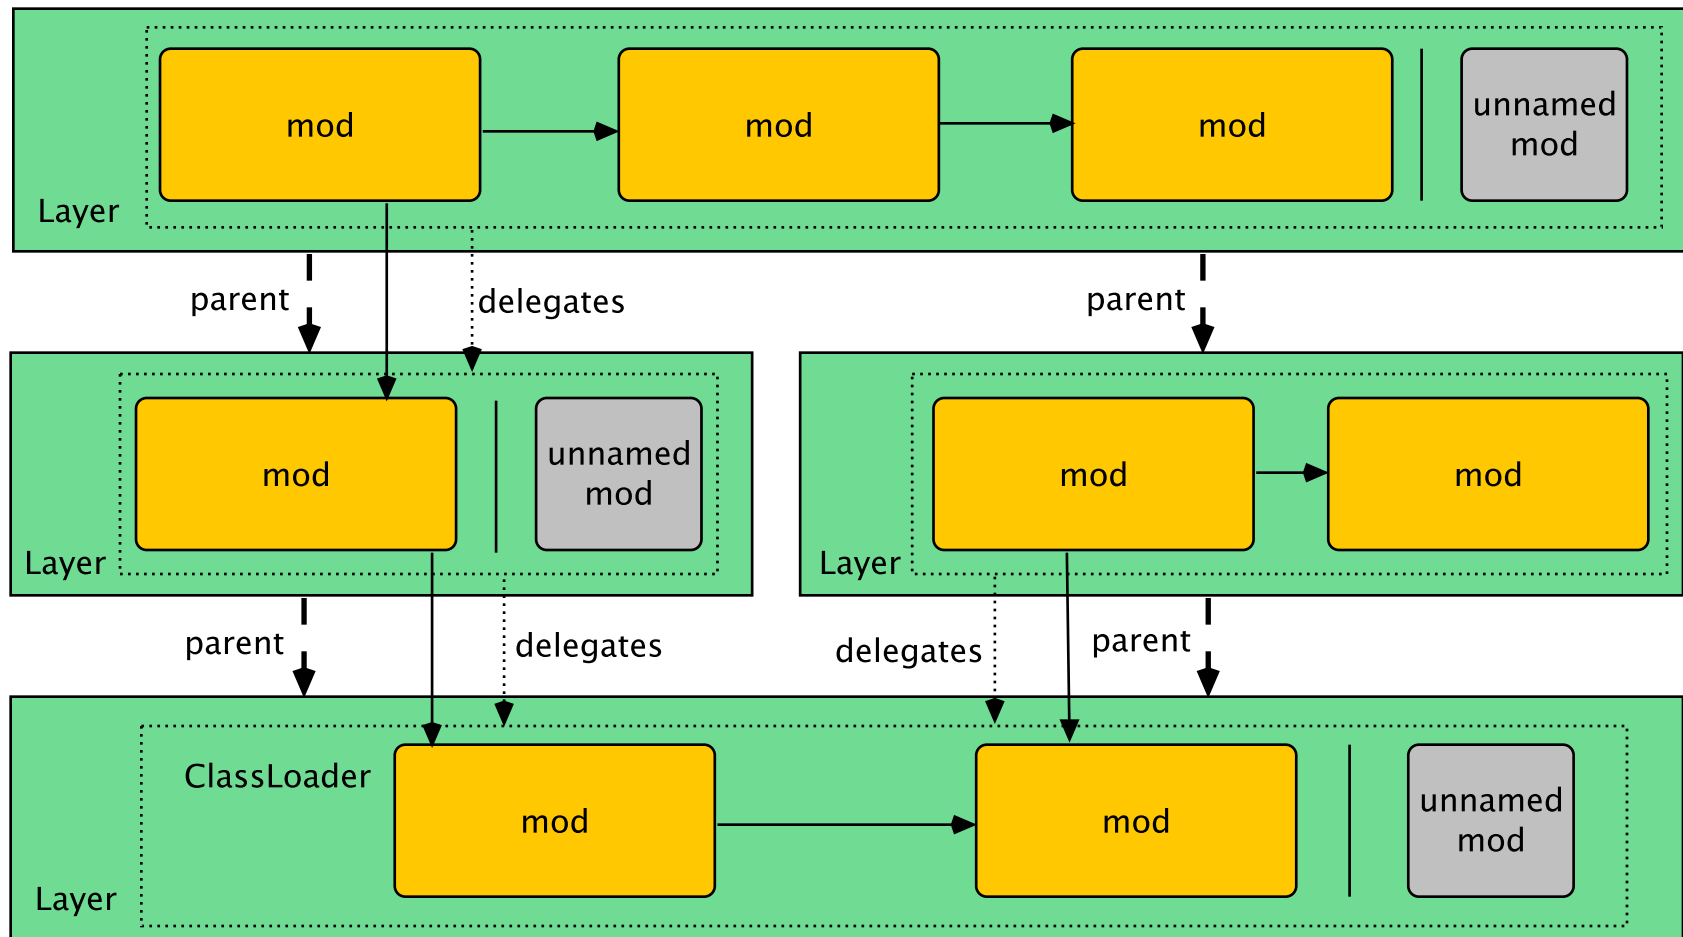 mod
mod
mod
unnamed
mod
Layer
parent
delegates
parent
mod
unnamed
mod
Layer
mod
mod
Layer
parent
delegates
delegates
parent
ClassLoader
mod
mod
unnamed
mod
Layer